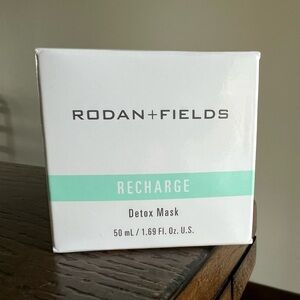 RODAN+FIELDS
RECHARGE
Detox Mask
50 mL / 1.69 Fl. Oz. U.S.